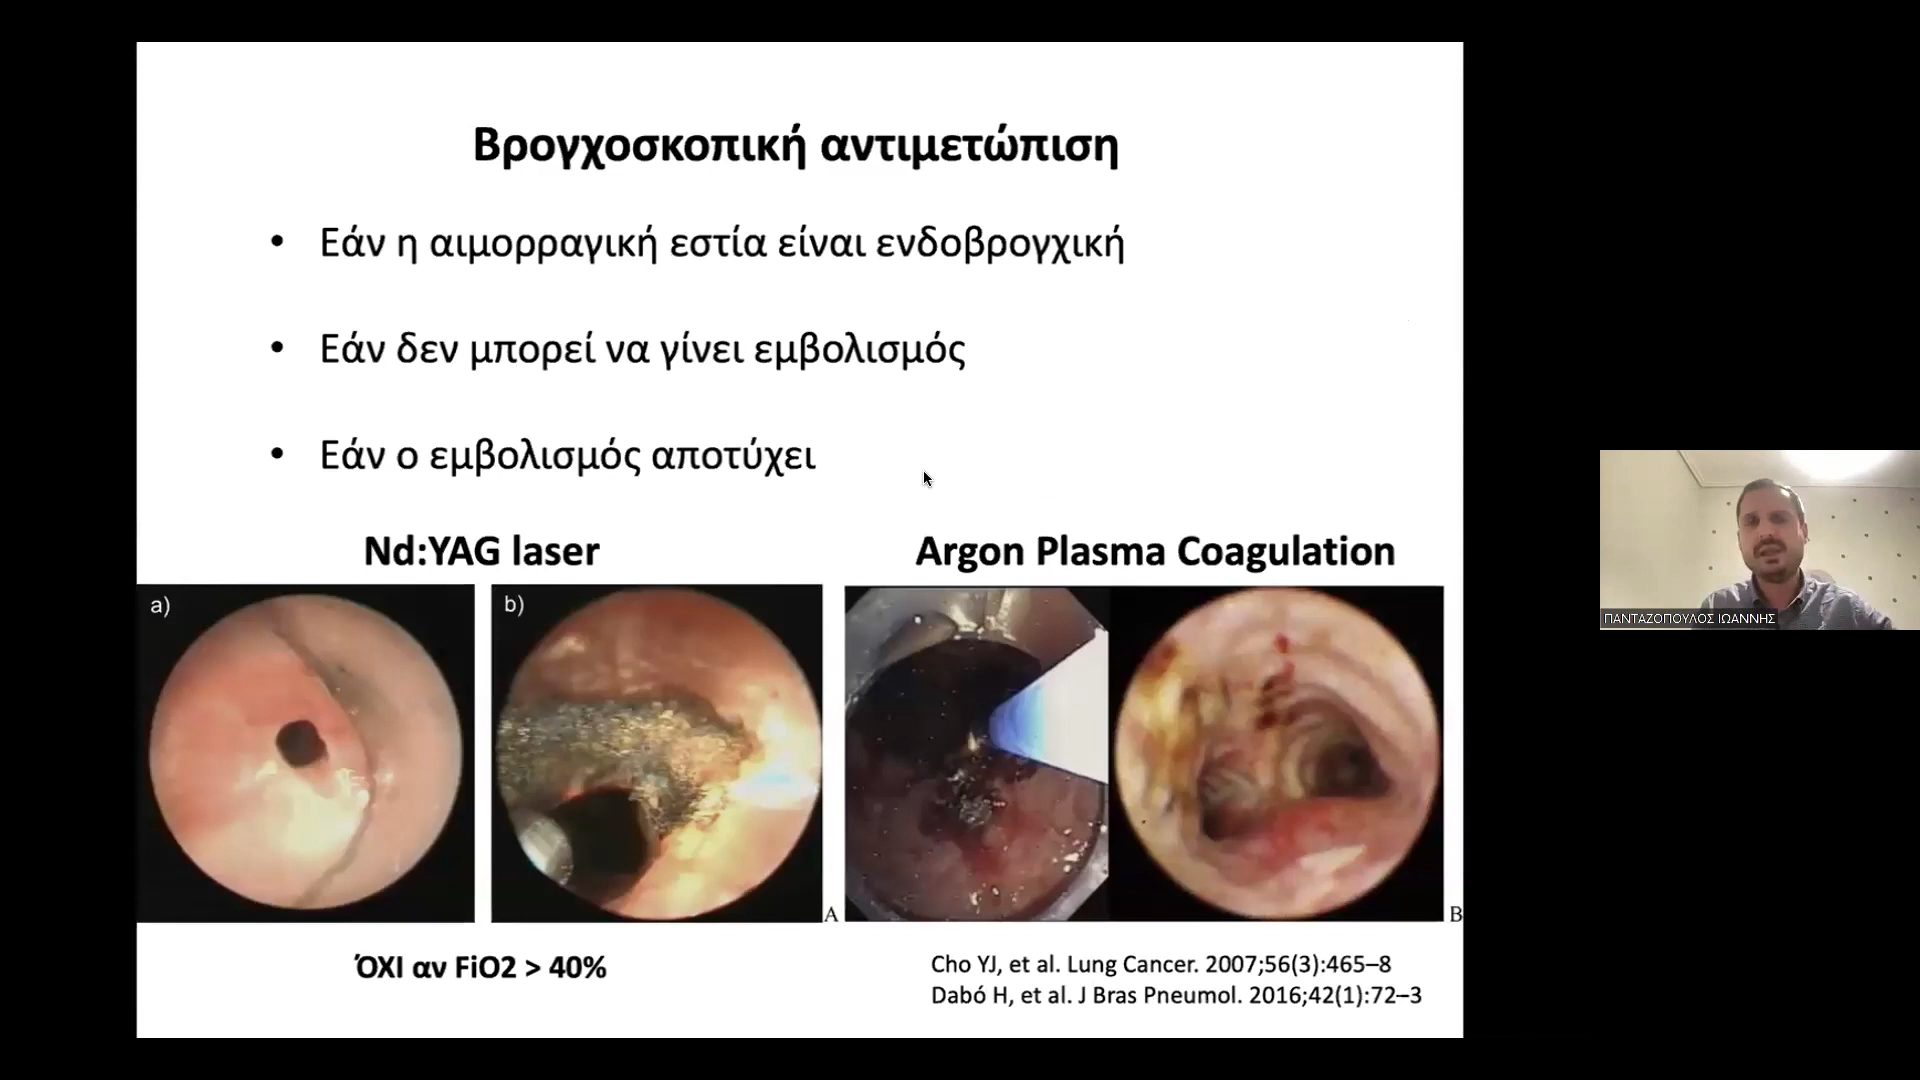 Βρογχοσκοπική αντιμετώπιση
• Εάν η αιμορραγική εστία είναι ενδοβρογχική
• Εάν δεν μπορεί να γίνει εμβολισμός
• Εάν ο εμβολισμός αποτύχει
Nd:YAG laser
Argon Plasma Coagulation
a)
b)
A
B
ΌΧΙ αν FiO2 > 40%
Cho YJ, et al. Lung Cancer. 2007;56(3):465–8
Dabó H, et al. J Bras Pneumol. 2016;42(1):72–3
ΠΑΝΤΑΖΟΠΟΥΛΟΣ ΙΩΑΝΝΗΣ